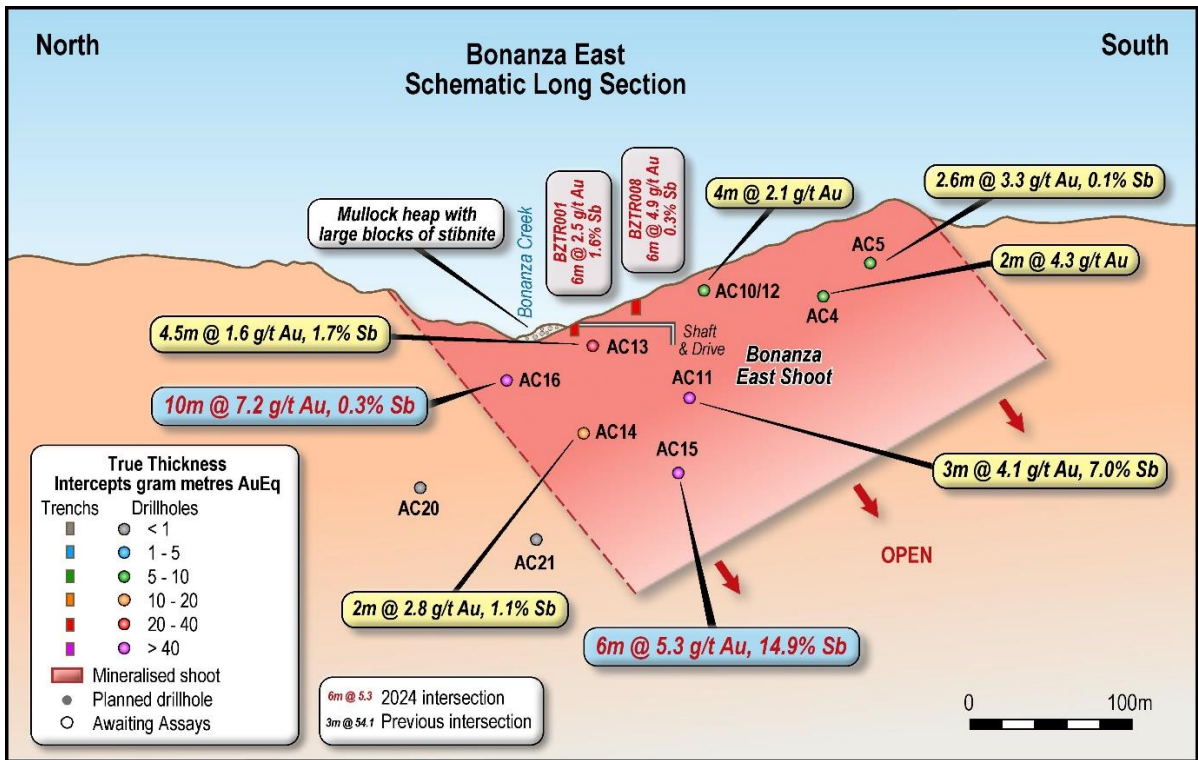 North
Bonanza East
Schematic Long Section
South
Mullock heap with
large blocks of stibnite
Bonanza Creek
BZTR001
6m @ 2.5 g/t Au
1.6% Sb
BZTR008
6m @ 4.9 g/t Au
0.3% Sb
4m @ 2.1 g/t Au
2.6m @ 3.3 g/t Au, 0.1% Sb
AC5
2m @ 4.3 g/t Au
AC10/12
AC4
4.5m @ 1.6 g/t Au, 1.7% Sb
AC13
Shaft
& Drive
Bonanza
East Shoot
AC16
AC11
10m @ 7.2 g/t Au, 0.3% Sb
AC14
AC15
3m @ 4.1 g/t Au, 7.0% Sb
AC20
AC21
OPEN
2m @ 2.8 g/t Au, 1.1% Sb
6m @ 5.3 g/t Au, 14.9% Sb
True Thickness
Intercepts gram metres AuEq
Trenchs Drillholes
< 1
1 - 5
5 - 10
10 - 20
20 - 40
> 40
Mineralised shoot
Planned drillhole
Awaiting Assays
6m @ 5.3 2024 intersection
3m @ 54.1 Previous intersection
0 100m